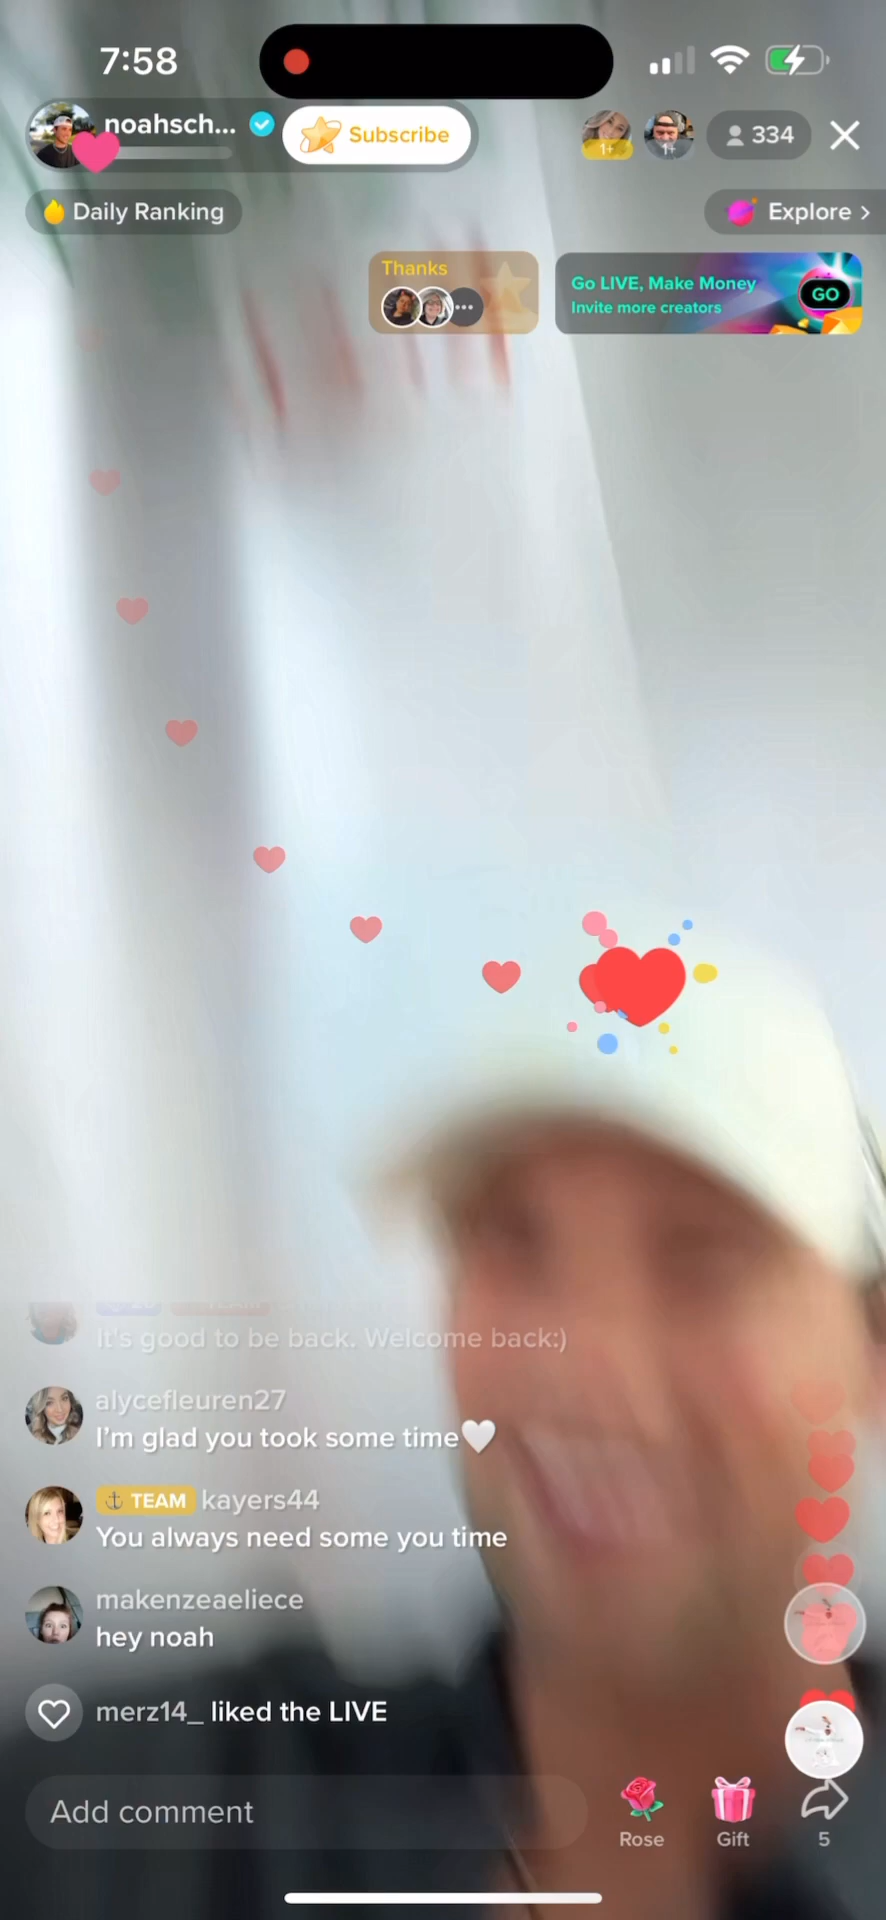 7:58
noahsch...
Subscribe
1+
1+
334
Daily Ranking
Explore >
Thanks
Go LIVE, Make Money
Invite more creators
GO
It's good to be back. Welcome back:)
alycefleuren27
I'm glad you took some time🤍
TEAM kayers44
You always need some you time
makenzeaeliece
hey noah
merz14_ liked the LIVE
Add comment
Rose
Gift
5